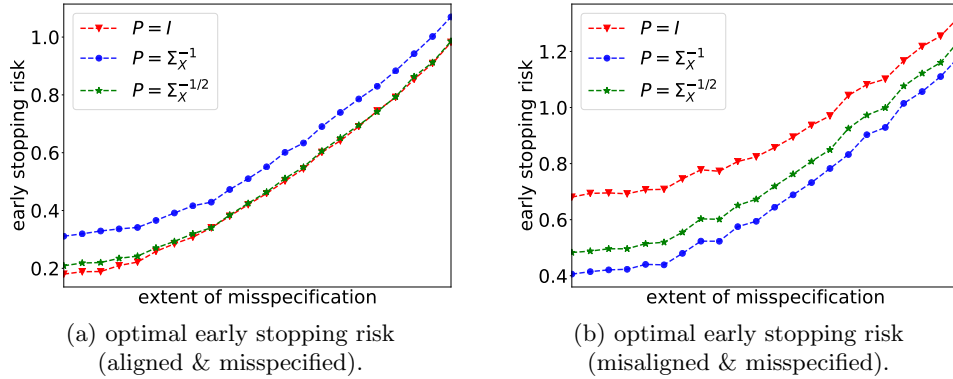 early stopping risk
1.0
0.8
0.6
0.4
0.2
P = I
P = Σ_X^{-1}
P = Σ_X^{-1/2}
extent of misspecification
(a) optimal early stopping risk
(aligned & misspecified).
early stopping risk
1.2
1.0
0.8
0.6
0.4
P = I
P = Σ_X^{-1}
P = Σ_X^{-1/2}
extent of misspecification
(b) optimal early stopping risk
(misaligned & misspecified).